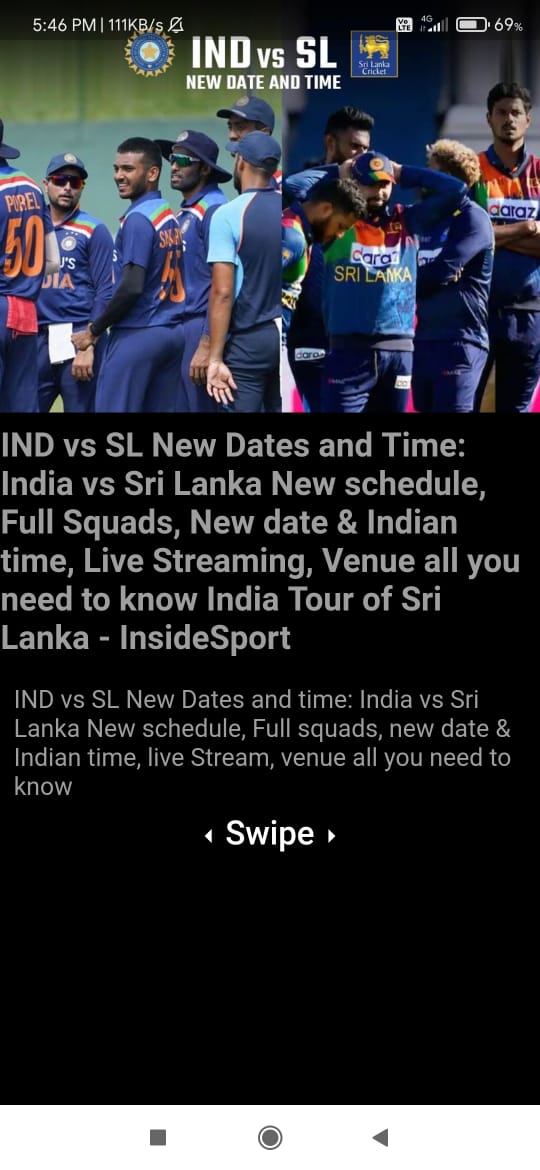 5:46 PM | 111KB/s
Vo LTE 4G 69%
IND vs SL
Sri Lanka
Cricket
NEW DATE AND TIME
50
daraz
SRI LANKA
IND vs SL New Dates and Time:
India vs Sri Lanka New schedule,
Full Squads, New date & Indian
time, Live Streaming, Venue all you
need to know India Tour of Sri
Lanka - InsideSport
IND vs SL New Dates and time: India vs Sri
Lanka New schedule, Full squads, new date &
Indian time, live Stream, venue all you need to
know
Swipe